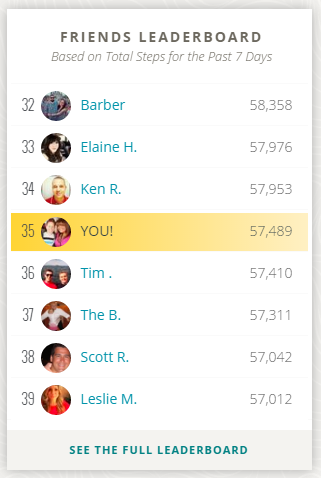 FRIENDS LEADERBOARD
Based on Total Steps for the Past 7 Days
32 Barber 58,358
33 Elaine H. 57,976
34 Ken R. 57,953
35 YOU! 57,489
36 Tim . 57,410
37 The B. 57,311
38 Scott R. 57,042
39 Leslie M. 57,012
SEE THE FULL LEADERBOARD